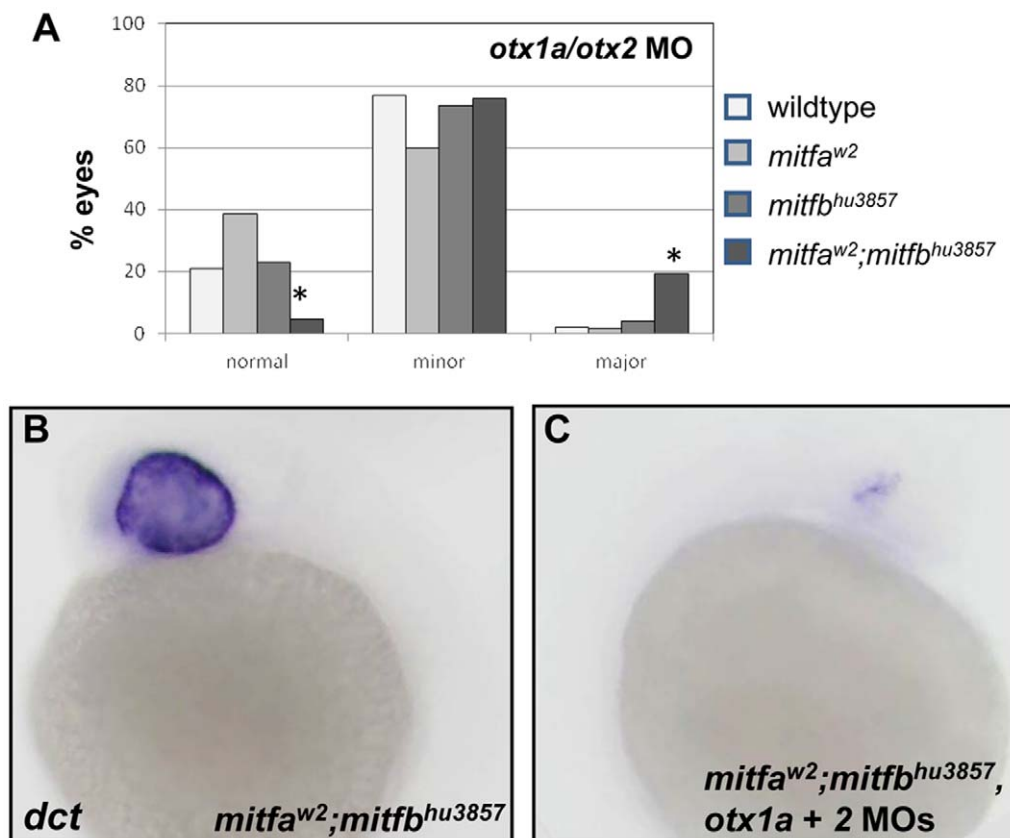 A
otx1a/otx2 MO
100
80
60
40
20
0
% eyes
*
*
normal minor major
wildtype
mitfa^w2
mitfb^hu3857
mitfa^w2;mitfb^hu3857
B
dct mitfa^w2;mitfb^hu3857
C
mitfa^w2;mitfb^hu3857,
otx1a + 2 MOs